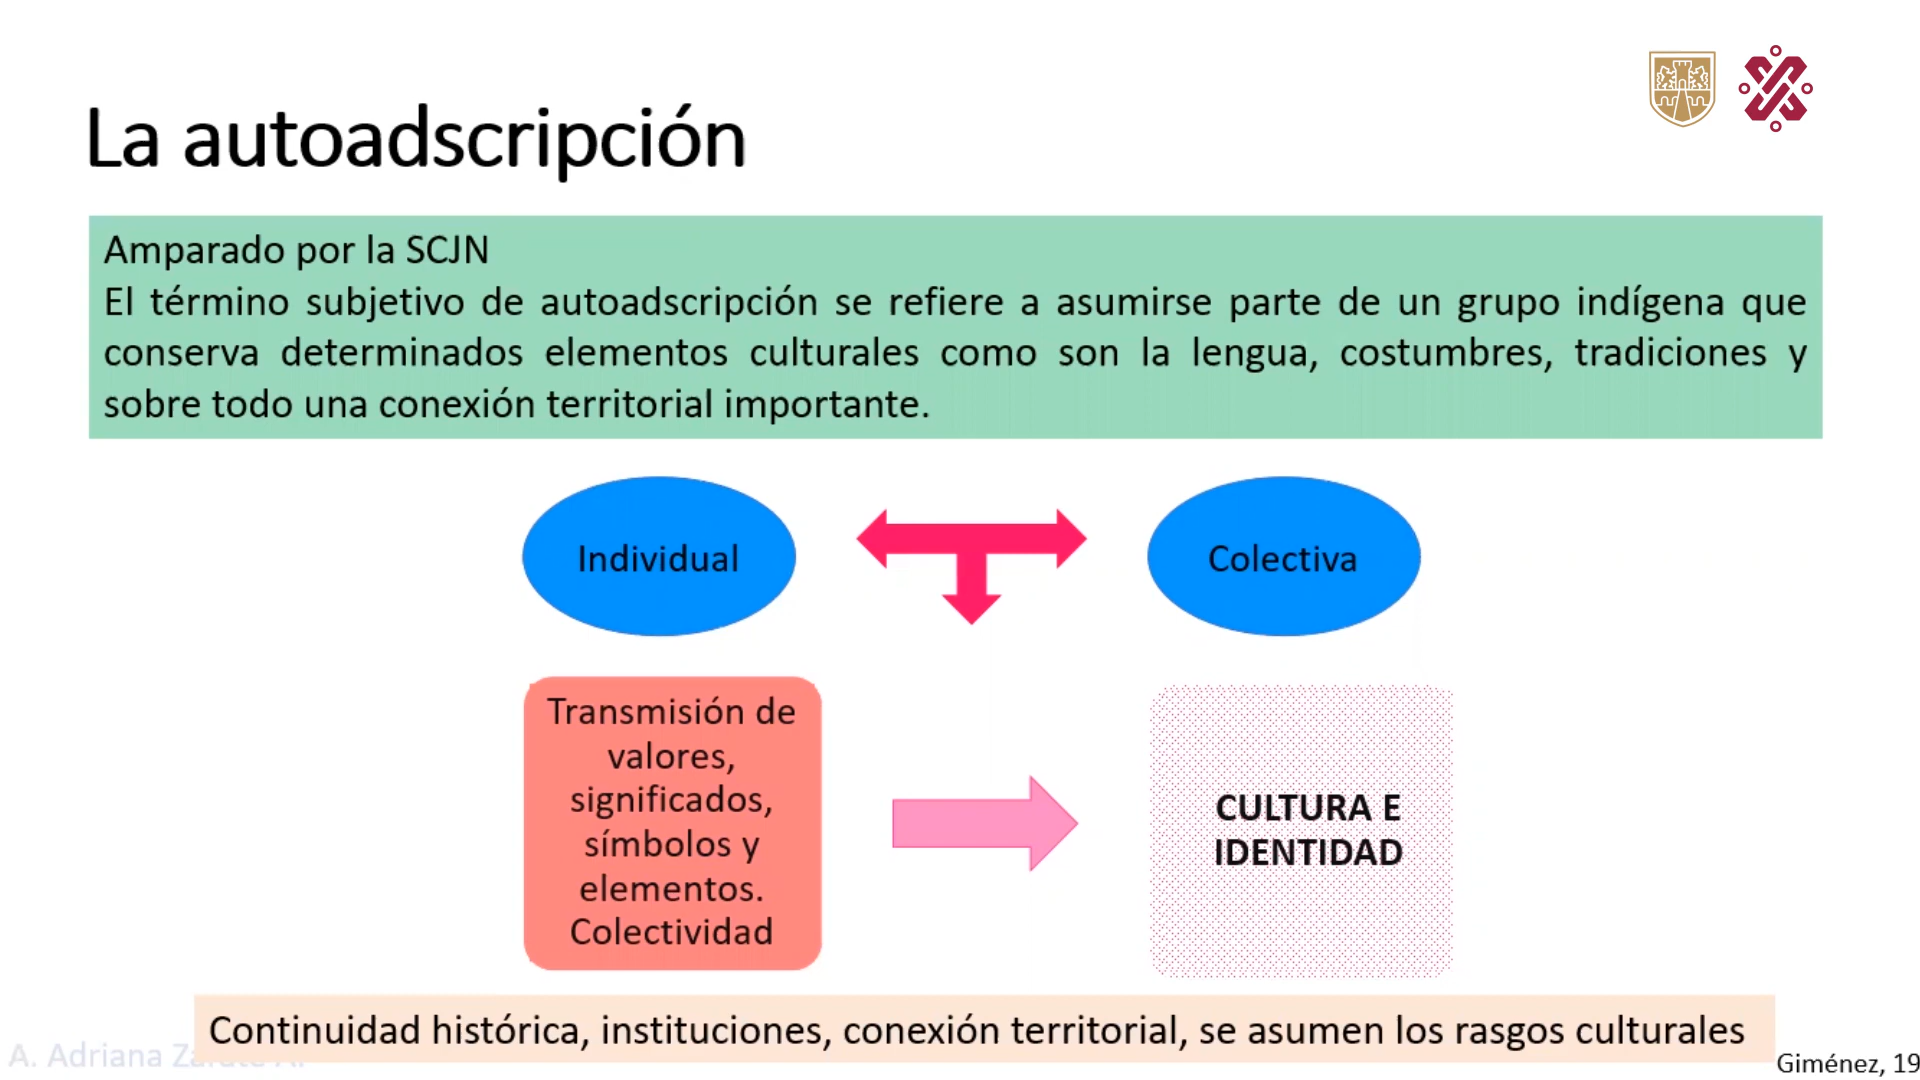 La autoadscripción
Amparado por la SCJN
El término subjetivo de autoadscripción se refiere a asumirse parte de un grupo indígena que
conserva determinados elementos culturales como son la lengua, costumbres, tradiciones y
sobre todo una conexión territorial importante.
Individual
Colectiva
Transmisión de
valores,
significados,
símbolos y
elementos.
Colectividad
CULTURA E
IDENTIDAD
Continuidad histórica, instituciones, conexión territorial, se asumen los rasgos culturales
A. Adriana
Giménez, 19